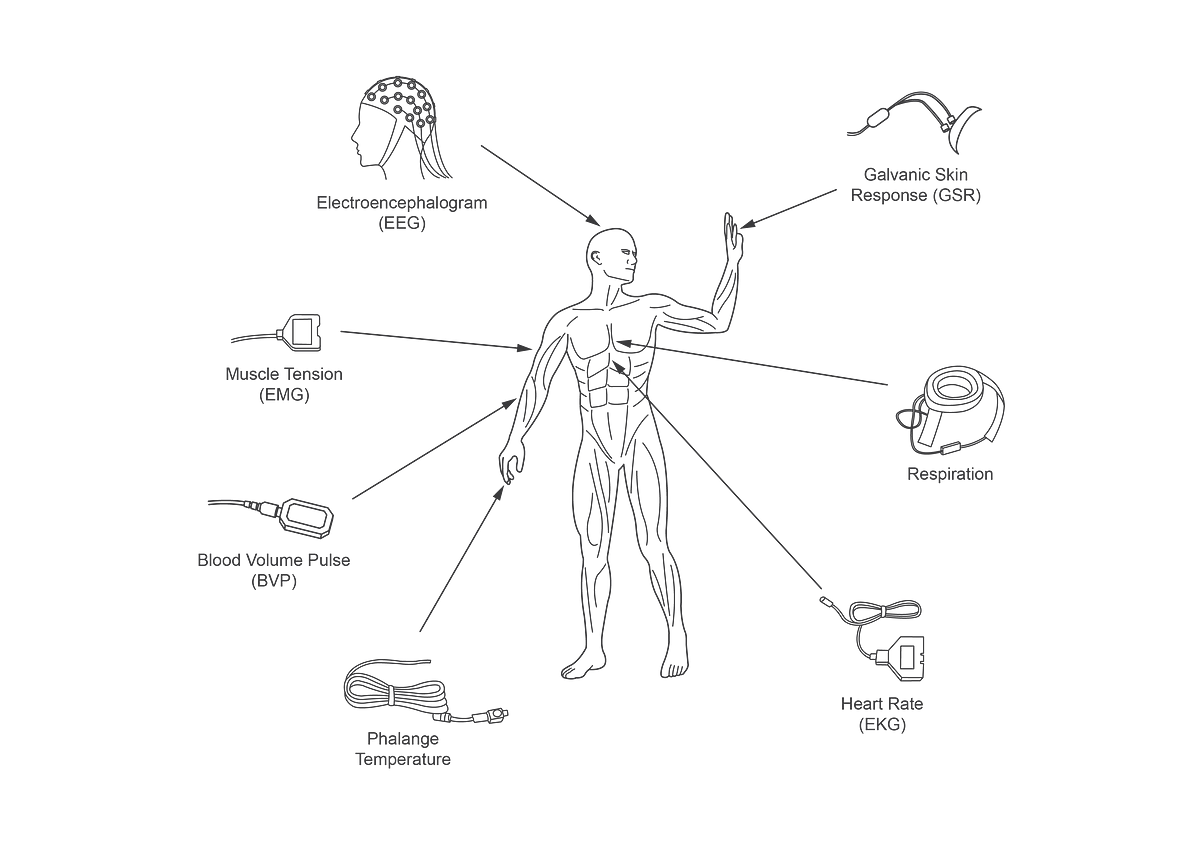 Electroencephalogram
(EEG)
Galvanic Skin
Response (GSR)
Muscle Tension
(EMG)
Respiration
Blood Volume Pulse
(BVP)
Heart Rate
(EKG)
Phalange
Temperature